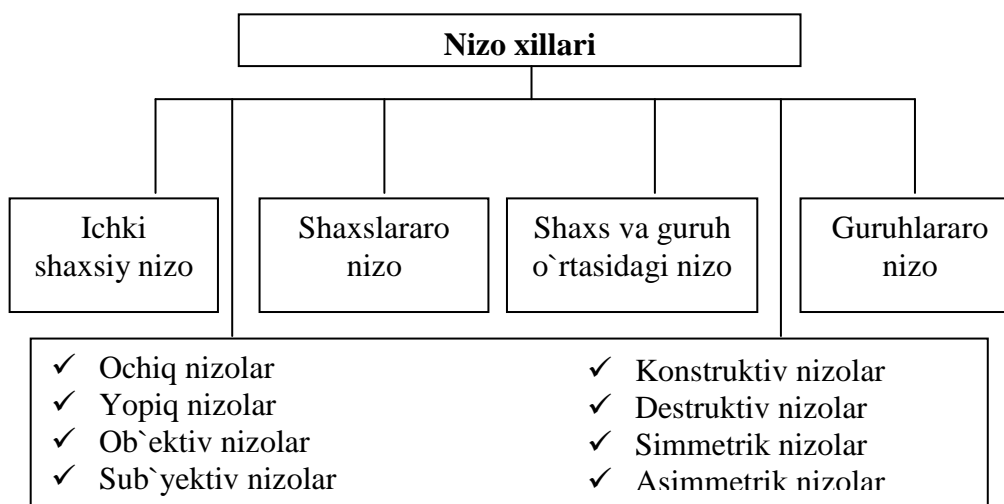 Nizo xillari
Ichki
shaxsiy nizo
Shaxslararo
nizo
Shaxs va guruh
o`rtasidagi nizo
Guruhlararo
nizo
✓ Ochiq nizolar
✓ Yopiq nizolar
✓ Ob`ektiv nizolar
✓ Sub`yektiv nizolar
✓ Konstruktiv nizolar
✓ Destruktiv nizolar
✓ Simmetrik nizolar
✓ Asimmetrik nizolar